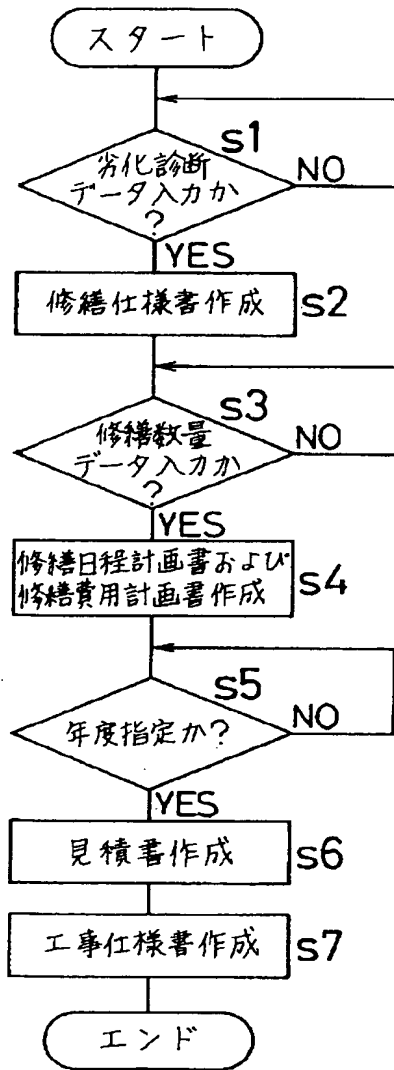 スタート
s1
劣化診断
データ入力か
?
NO
YES
修繕仕様書作成
s2
s3
修繕数量
データ入力か
?
NO
YES
修繕日程計画書および
修繕費用計画書作成
s4
s5
年度指定か?
NO
YES
見積書作成
s6
工事仕様書作成
s7
エンド